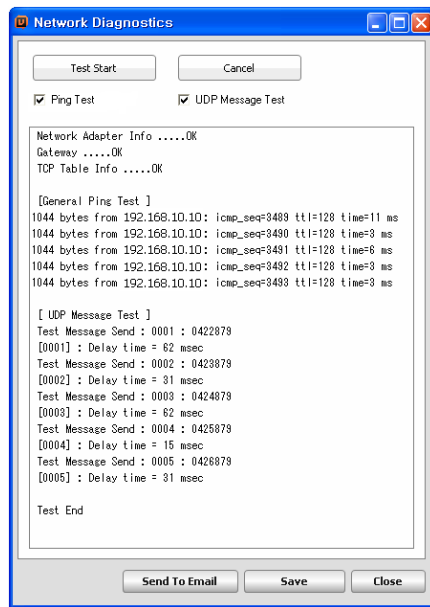 Network Diagnostics
Test Start Cancel
Ping Test UDP Message Test
Network Adapter Info .....OK
Gateway .....OK
TCP Table Info .....OK
[General Ping Test ]
1044 bytes from 192.168.10.10: icmp_seq=3489 ttl=128 time=11 ms
1044 bytes from 192.168.10.10: icmp_seq=3490 ttl=128 time=3 ms
1044 bytes from 192.168.10.10: icmp_seq=3491 ttl=128 time=6 ms
1044 bytes from 192.168.10.10: icmp_seq=3492 ttl=128 time=3 ms
1044 bytes from 192.168.10.10: icmp_seq=3493 ttl=128 time=3 ms
[ UDP Message Test ]
Test Message Send : 0001 : 0422879
[0001] : Delay time = 62 msec
Test Message Send : 0002 : 0423879
[0002] : Delay time = 31 msec
Test Message Send : 0003 : 0424879
[0003] : Delay time = 62 msec
Test Message Send : 0004 : 0425879
[0004] : Delay time = 15 msec
Test Message Send : 0005 : 0426879
[0005] : Delay time = 31 msec
Test End
Send To Email Save Close